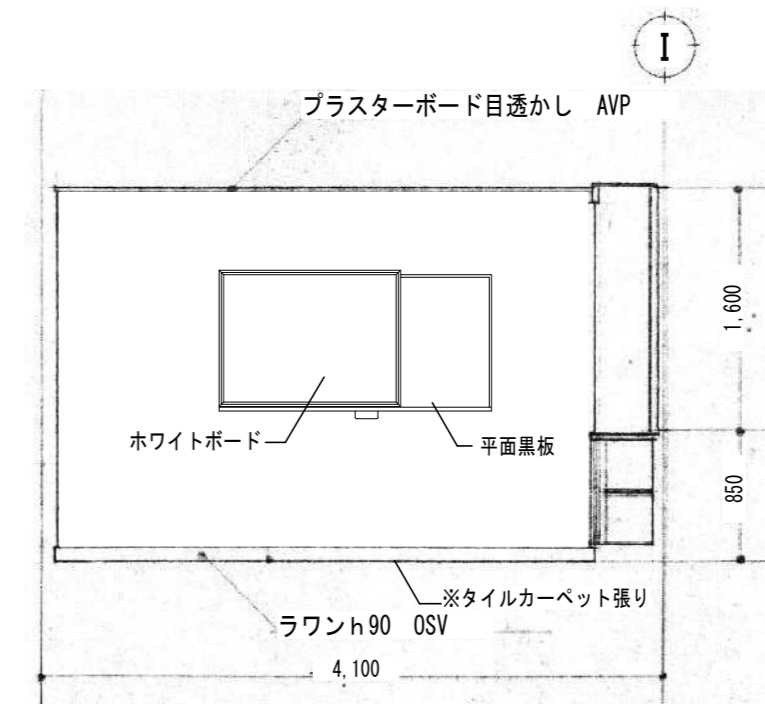 I
プラスターボード目透かし　AVP
1,600
ホワイトボード
平面黒板
850
※タイルカーペット張り
ラワンｈ90　OSV
4,100